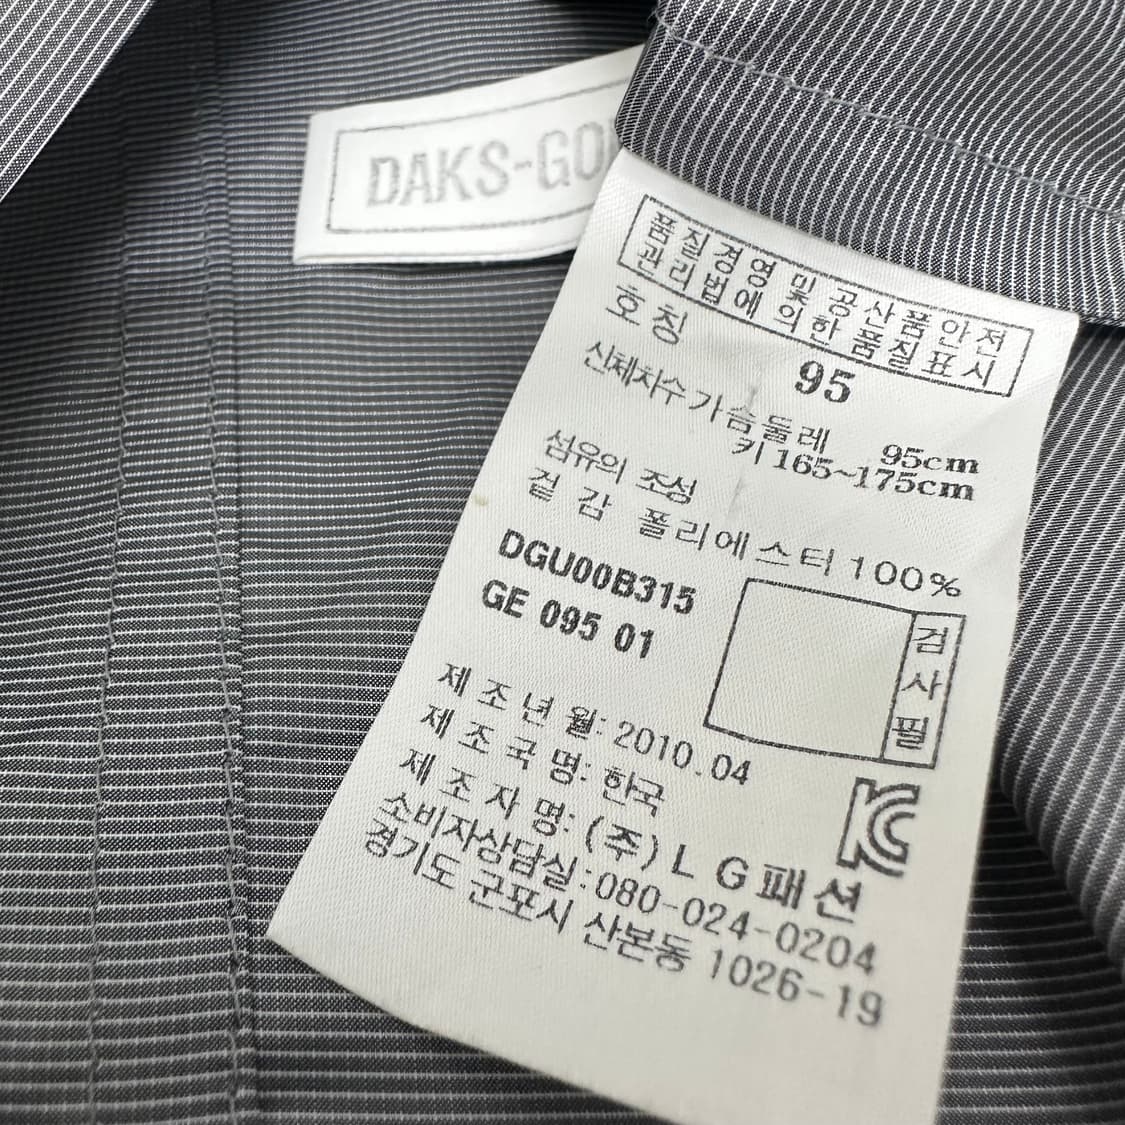 DAKS-GO
품질경영 및 공산품안전
관리법에 의한 품질표시
호칭 95
신체치수 가슴둘레 95cm
키 165~175cm
섬유의 조성
겉감 폴리에스터 100%
DGU00B315
GE 095 01
검사필
제조년월: 2010.04
제조국명: 한국
제조자명: (주) L G 패션
소비자상담실: 080-024-0204
경기도 군포시 산본동 1026-19